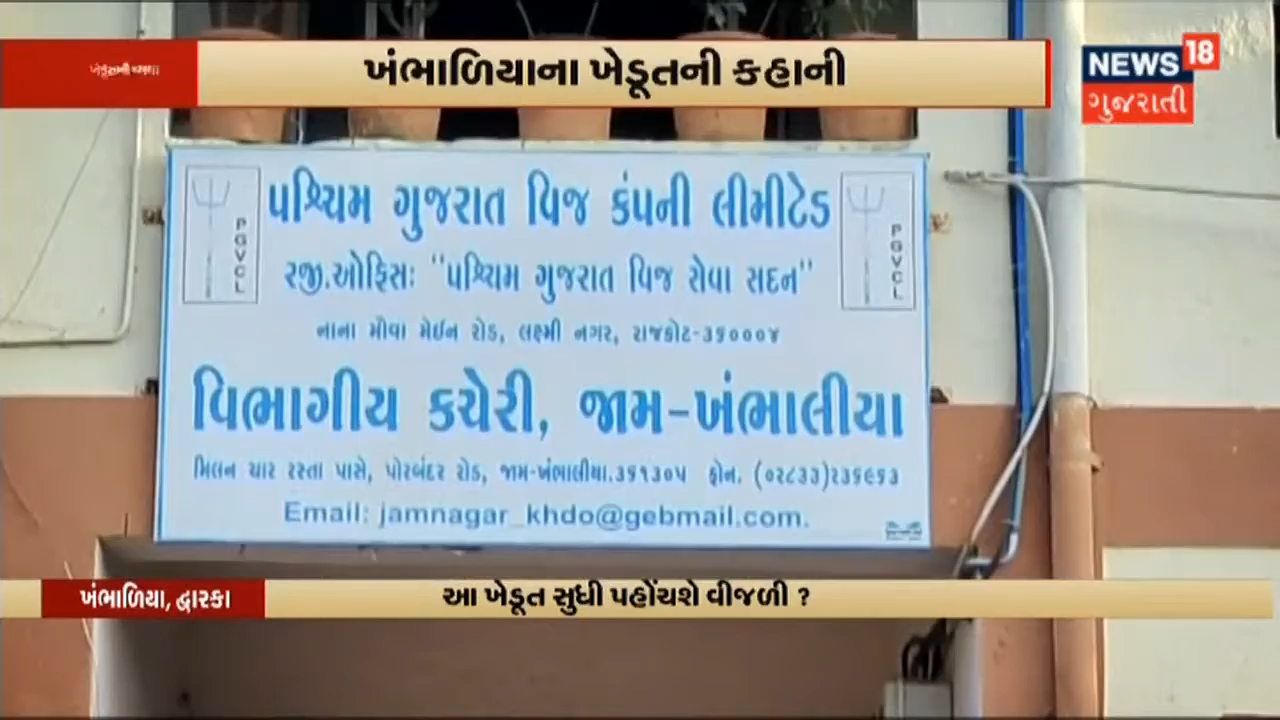 ખંભાળિયાના ખેડૂતની કહાની
NEWS 18
ગુજરાતી
પશ્ચિમ ગુજરાત વિજ કંપની લીમીટેડ
PGVCL
PGVCL
રજી.ઓફિસઃ "પશ્ચિમ ગુજરાત વિજ સેવા સદન"
નાના મૌવા મેઈન રોડ, લક્ષ્મી નગર, રાજકોટ-૩૬૦૦૦૪
વિભાગીય કચેરી, જામ-ખંભાલીયા
મિલન ચાર રસ્તા પાસે, પોરબંદર રોડ, જામ-ખંભાલીયા.૩૬૧૩૦૫ ફોન. (૦૨૮૩૩)
Email: jamnagar_khdo@gebmail.com.
ખંભાળિયા, દ્વારકા
આ ખેડૂત સુધી પહોંચશે વીજળી ?